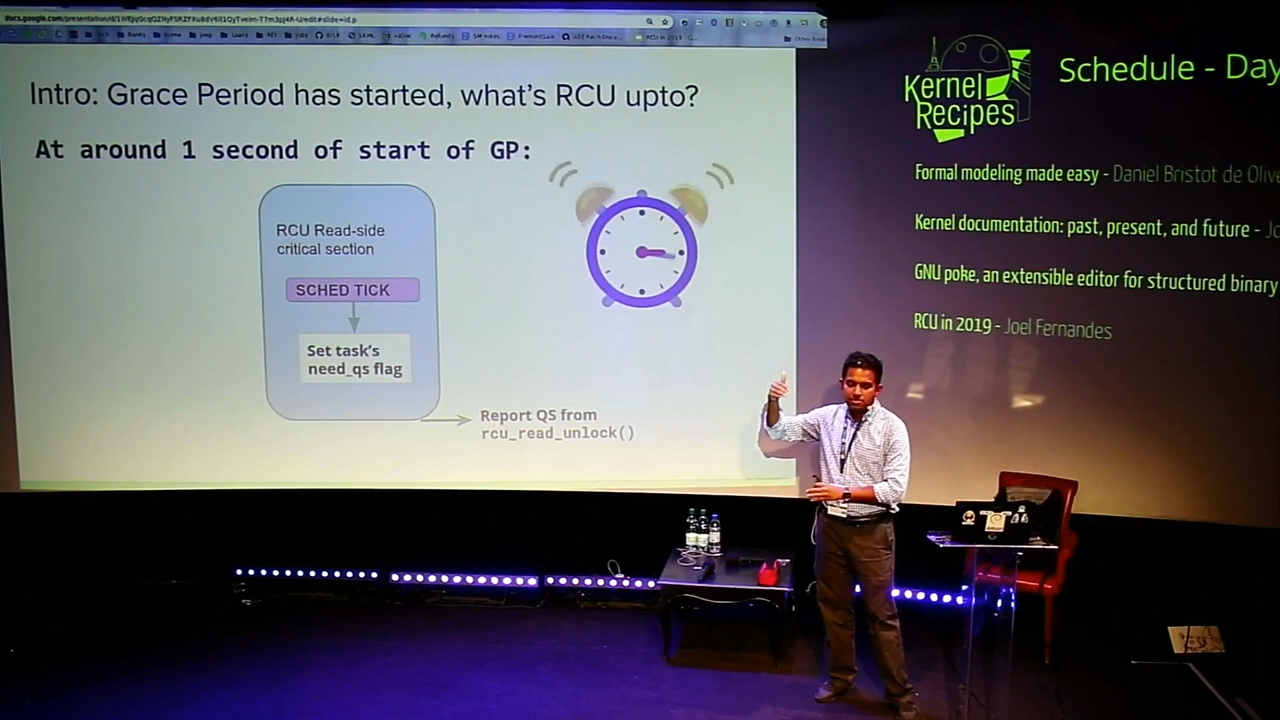 Intro: Grace Period has started, what's RCU upto?
At around 1 second of start of GP:
RCU Read-side
critical section
SCHED TICK
Set task's
need_qs flag
Report QS from
rcu_read_unlock()
Kernel
Recipes
Schedule - Day
Formal modeling made easy - Daniel Bristot de Olive
Kernel documentation: past, present, and future -
GNU poke, an extensible editor for structured binary
RCU in 2019 - Joel Fernandes